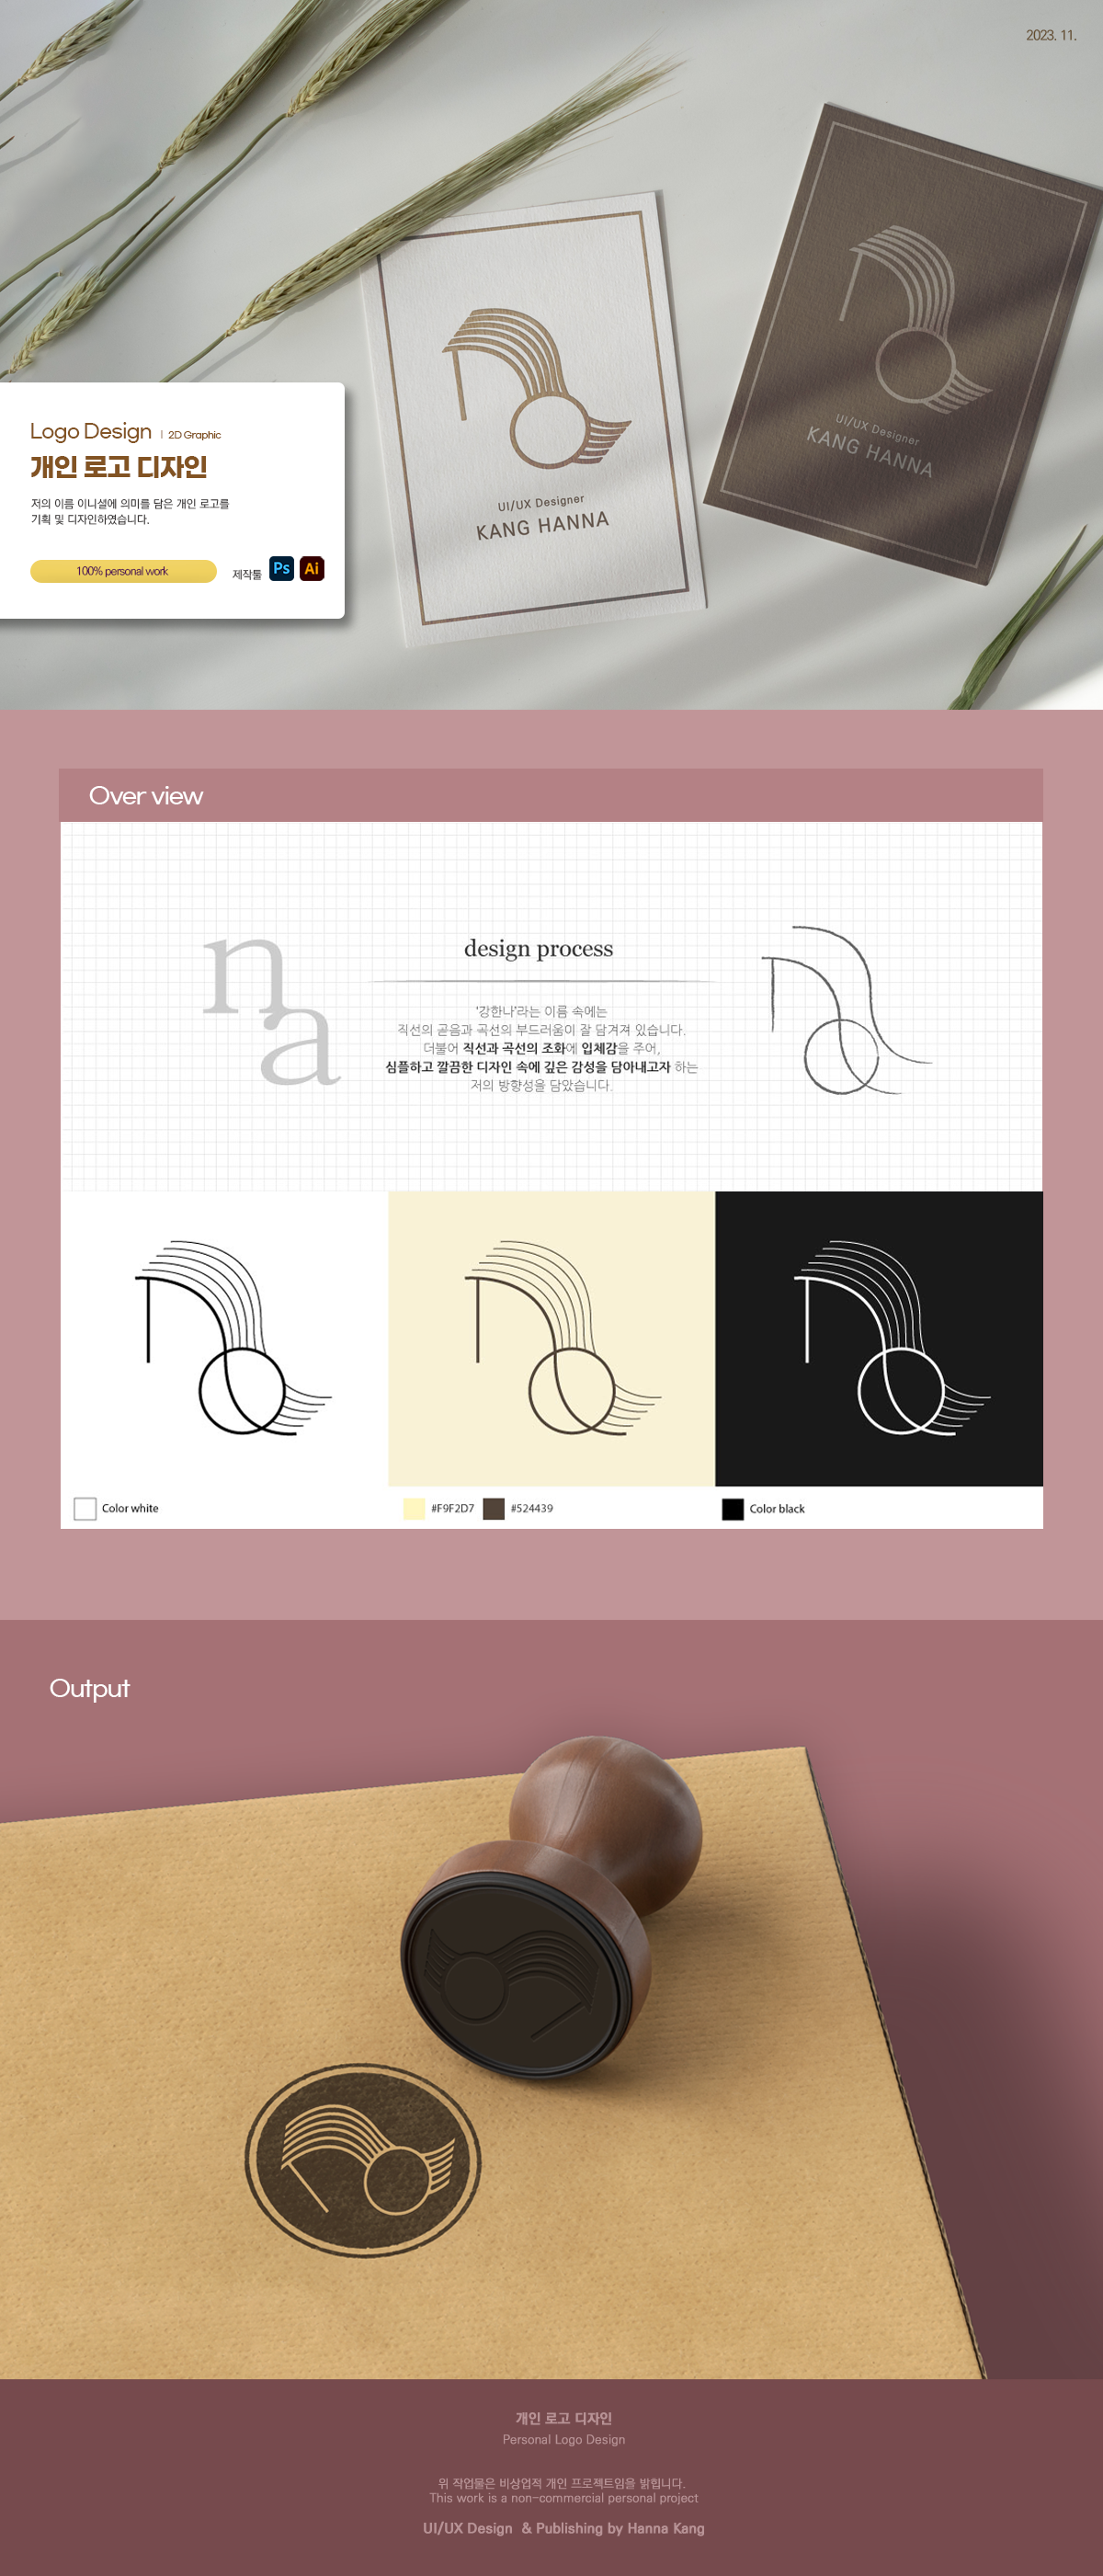 2023. 11.
UI/UX Designer
KANG HANNA
UI/UX Designer
KANG HANNA
Logo Design | 2D Graphic
개인 로고 디자인
저의 이름 이니셜에 의미를 담은 개인 로고를
기획 및 디자인하였습니다.
100% personal work
제작툴 Ps Ai
Over view
na
design process
'강한나'라는 이름 속에는
직선의 곧음과 곡선의 부드러움이 잘 담겨져 있습니다.
더불어 직선과 곡선의 조화에 입체감을 주어,
심플하고 깔끔한 디자인 속에 깊은 감성을 담아내고자 하는
저의 방향성을 담았습니다.
Color white
#F9F2D7 #524439
Color black
Output
개인 로고 디자인
Personal Logo Design
위 작업물은 비상업적 개인 프로젝트임을 밝힙니다.
This work is a non-commercial personal project
UI/UX Design & Publishing by Hanna Kang